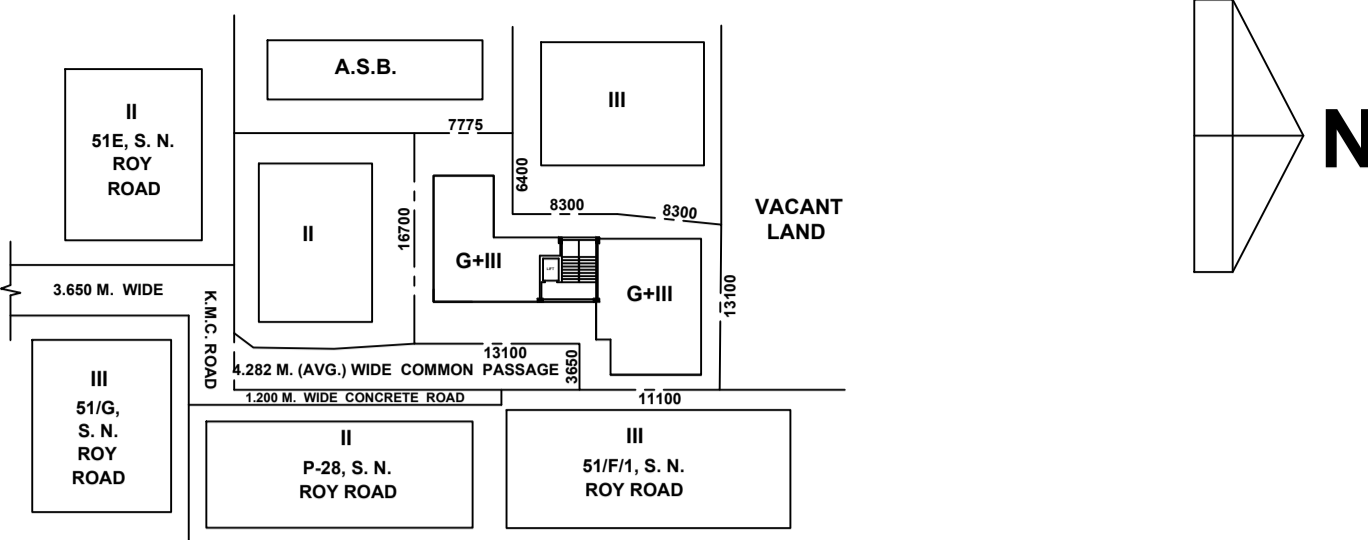 A.S.B.
III
N
II
51E, S. N.
ROY
ROAD
7775
6400
8300
8300
VACANT
LAND
II
16700
G+III
LIFT
G+III
13100
3.650 M. WIDE
K.M.C. ROAD
13100
3650
4.282 M. (AVG.) WIDE COMMON PASSAGE
1.200 M. WIDE CONCRETE ROAD
11100
III
51/G,
S. N.
ROY
ROAD
II
P-28, S. N.
ROY ROAD
III
51/F/1, S. N.
ROY ROAD